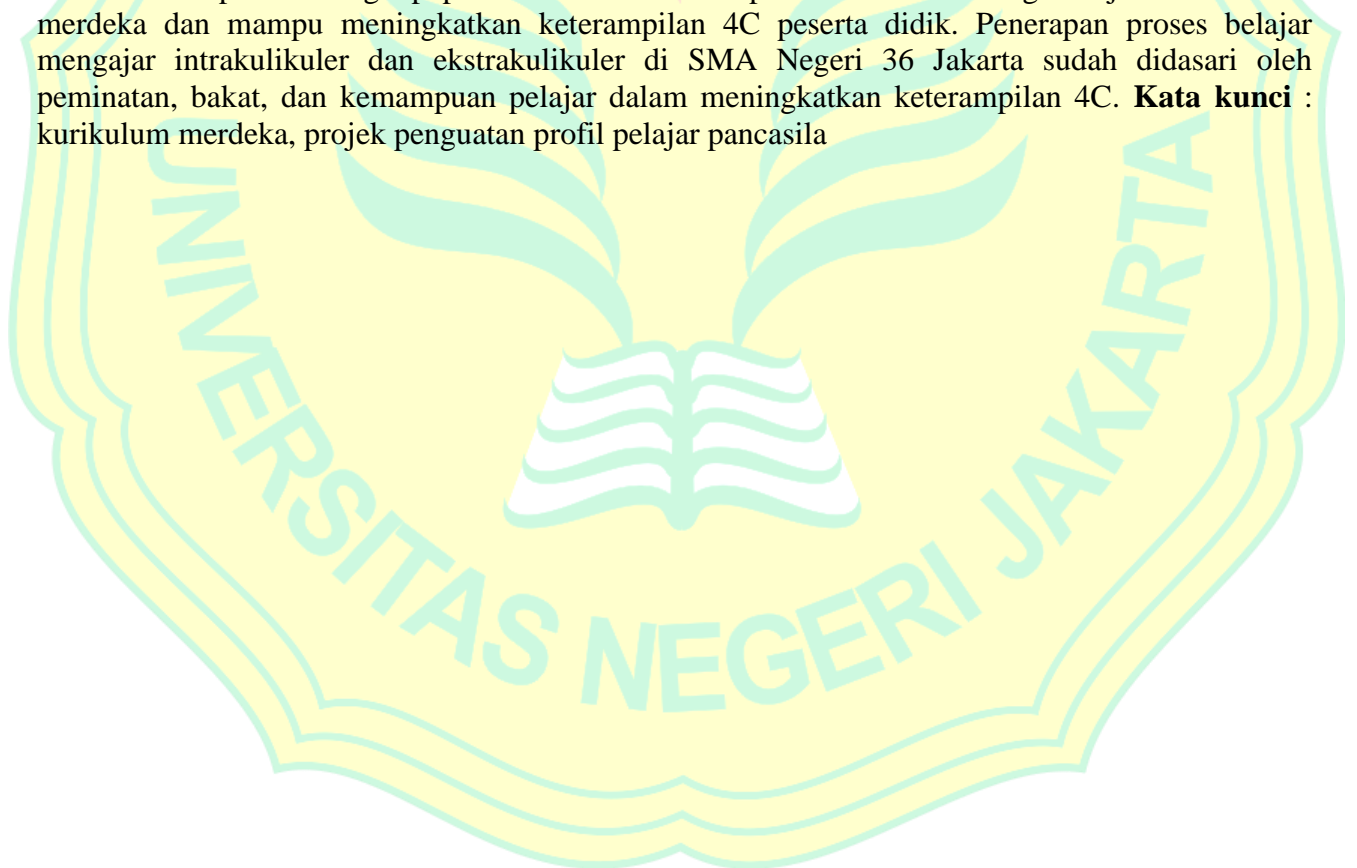 merdeka dan mampu meningkatkan keterampilan 4C peserta didik. Penerapan proses belajar
mengajar intrakulikuler dan ekstrakulikuler di SMA Negeri 36 Jakarta sudah didasari oleh
peminatan, bakat, dan kemampuan pelajar dalam meningkatkan keterampilan 4C. Kata kunci :
kurikulum merdeka, projek penguatan profil pelajar pancasila
UNIVERSITAS NEGERI JAKARTA